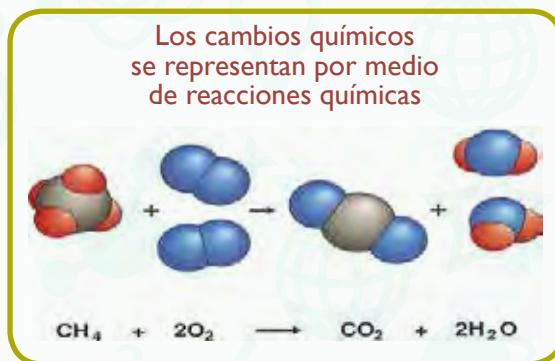 Los cambios químicos
se representan por medio
de reacciones químicas
+ → +
CH₄ + 2O₂ → CO₂ + 2H₂O